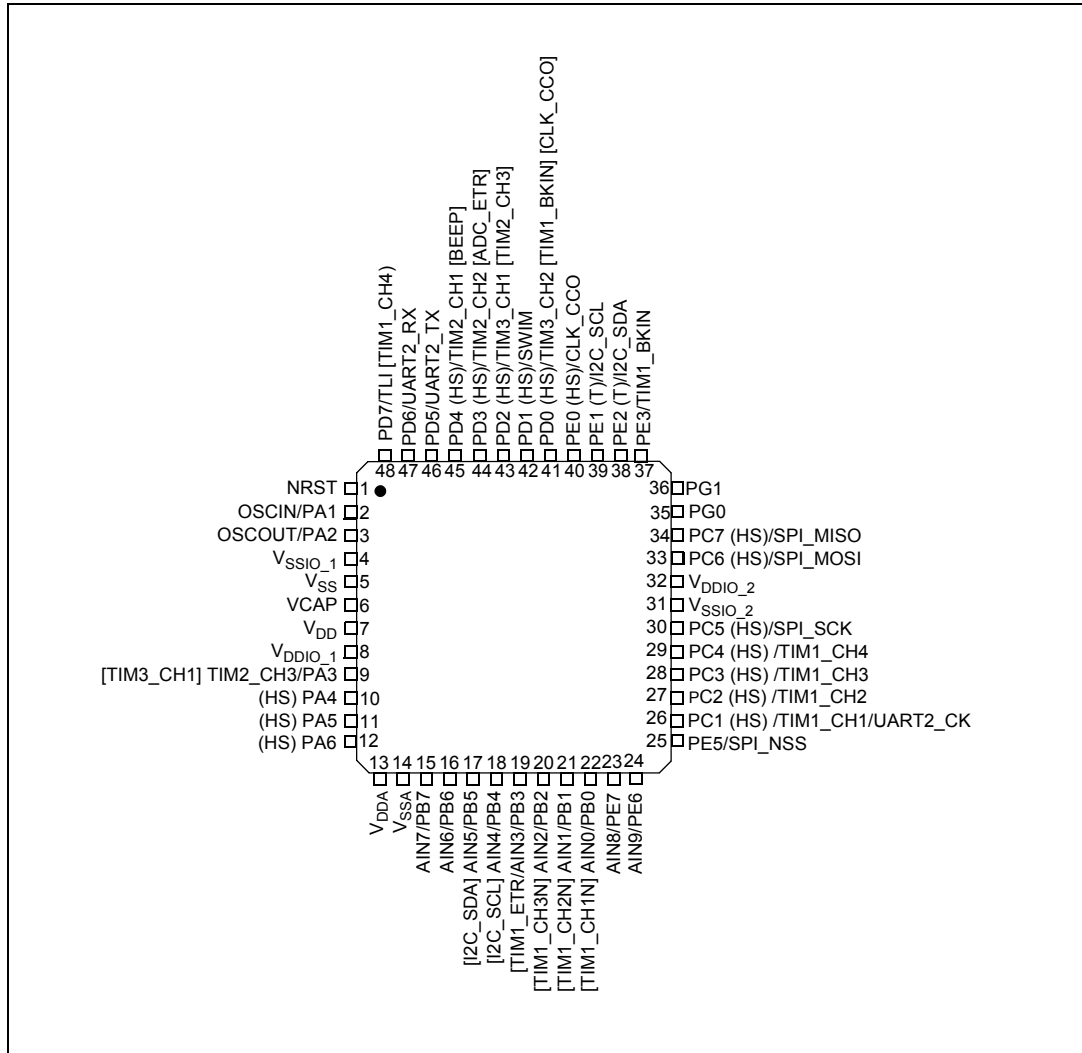 PD7/TLI [TIM1_CH4)
PD6/UART2_RX
PD5/UART2_TX
PD4 (HS)/TIM2_CH1 [BEEP]
PD3 (HS)/TIM2_CH2 [ADC_ETR]
PD2 (HS)/TIM3_CH1 [TIM2_CH3]
PD1 (HS)/SWIM
PD0 (HS)/TIM3_CH2 [TIM1_BKIN] [CLK_CCO]
PE0 (HS)/CLK_CCO
PE1 (T)/I2C_SCL
PE2 (T)/I2C_SDA
PE3/TIM1_BKIN
48 47 46 45 44 43 42 41 40 39 38 37
NRST 1
OSCIN/PA1 2
OSCOUT/PA2 3
VSSIO_1 4
VSS 5
VCAP 6
VDD 7
VDDIO_1 8
[TIM3_CH1] TIM2_CH3/PA3 9
(HS) PA4 10
(HS) PA5 11
(HS) PA6 12
36 PG1
35 PG0
34 PC7 (HS)/SPI_MISO
33 PC6 (HS)/SPI_MOSI
32 VDDIO_2
31 VSSIO_2
30 PC5 (HS)/SPI_SCK
29 PC4 (HS) /TIM1_CH4
28 PC3 (HS) /TIM1_CH3
27 PC2 (HS) /TIM1_CH2
26 PC1 (HS) /TIM1_CH1/UART2_CK
25 PE5/SPI_NSS
13 14 15 16 17 18 19 20 21 22 23 24
VDDA
VSSA
AIN7/PB7
AIN6/PB6
[I2C_SDA] AIN5/PB5
[I2C_SCL] AIN4/PB4
[TIM1_ETR/AIN3/PB3
[TIM1_CH3N] AIN2/PB2
[TIM1_CH2N] AIN1/PB1
[TIM1_CH1N] AIN0/PB0
AIN8/PE7
AIN9/PE6